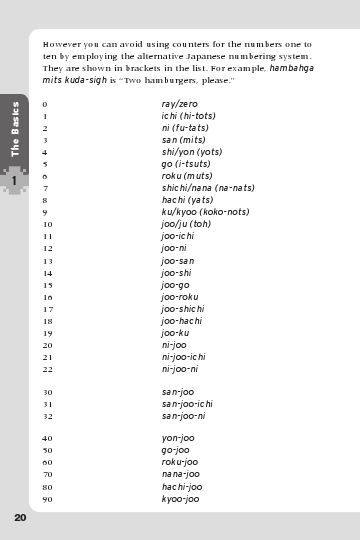 However you can avoid using counters for the numbers one to
ten by employing the alternative Japanese numbering system.
They are shown in brackets in the list. For example, hambahga
mits kuda-sigh is "Two hamburgers, please."
The Basics
1
0 ray/zero
1 ichi (hi-tots)
2 ni (fu-tats)
3 san (mits)
4 shi/yon (yots)
5 go (i-tsuts)
6 roku (muts)
7 shichi/nana (na-nats)
8 hachi (yats)
9 ku/kyoo (koko-nots)
10 joo/ju (toh)
11 joo-ichi
12 joo-ni
13 joo-san
14 joo-shi
15 joo-go
16 joo-roku
17 joo-shichi
18 joo-hachi
19 joo-ku
20 ni-joo
21 ni-joo-ichi
22 ni-joo-ni
30 san-joo
31 san-joo-ichi
32 san-joo-ni
40 yon-joo
50 go-joo
60 roku-joo
70 nana-joo
80 hachi-joo
90 kyoo-joo
20